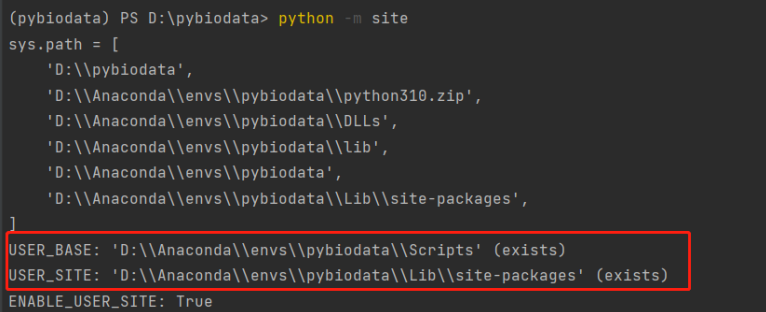 (pybiodata) PS D:\pybiodata> python -m site
sys.path = [
    'D:\\pybiodata',
    'D:\\Anaconda\\envs\\pybiodata\\python310.zip',
    'D:\\Anaconda\\envs\\pybiodata\\DLLs',
    'D:\\Anaconda\\envs\\pybiodata\\lib',
    'D:\\Anaconda\\envs\\pybiodata',
    'D:\\Anaconda\\envs\\pybiodata\\Lib\\site-packages',
]
USER_BASE: 'D:\\Anaconda\\envs\\pybiodata\\Scripts' (exists)
USER_SITE: 'D:\\Anaconda\\envs\\pybiodata\\Lib\\site-packages' (exists)
ENABLE_USER_SITE: True